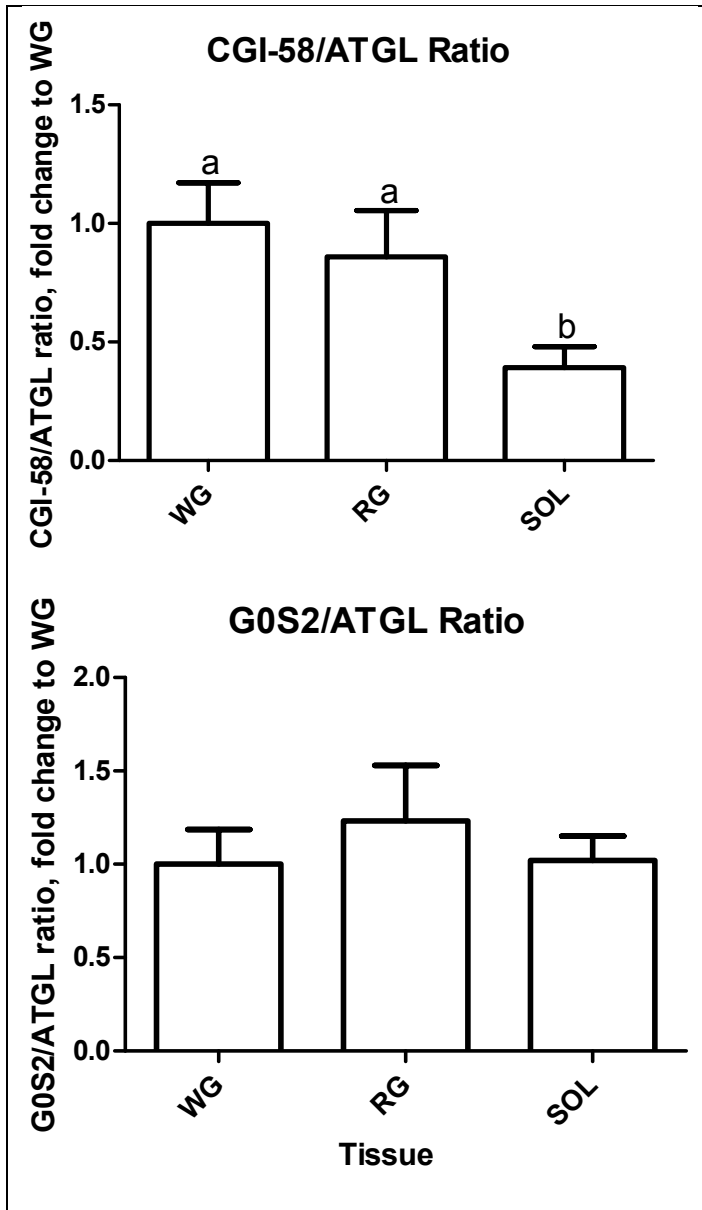 CGI-58/ATGL Ratio
CGI-58/ATGL ratio, fold change to WG
1.5
1.0
0.5
0.0
a
a
b
WG
RG
SOL
G0S2/ATGL Ratio
G0S2/ATGL ratio, fold change to WG
2.0
1.5
1.0
0.5
0.0
WG
RG
SOL
Tissue